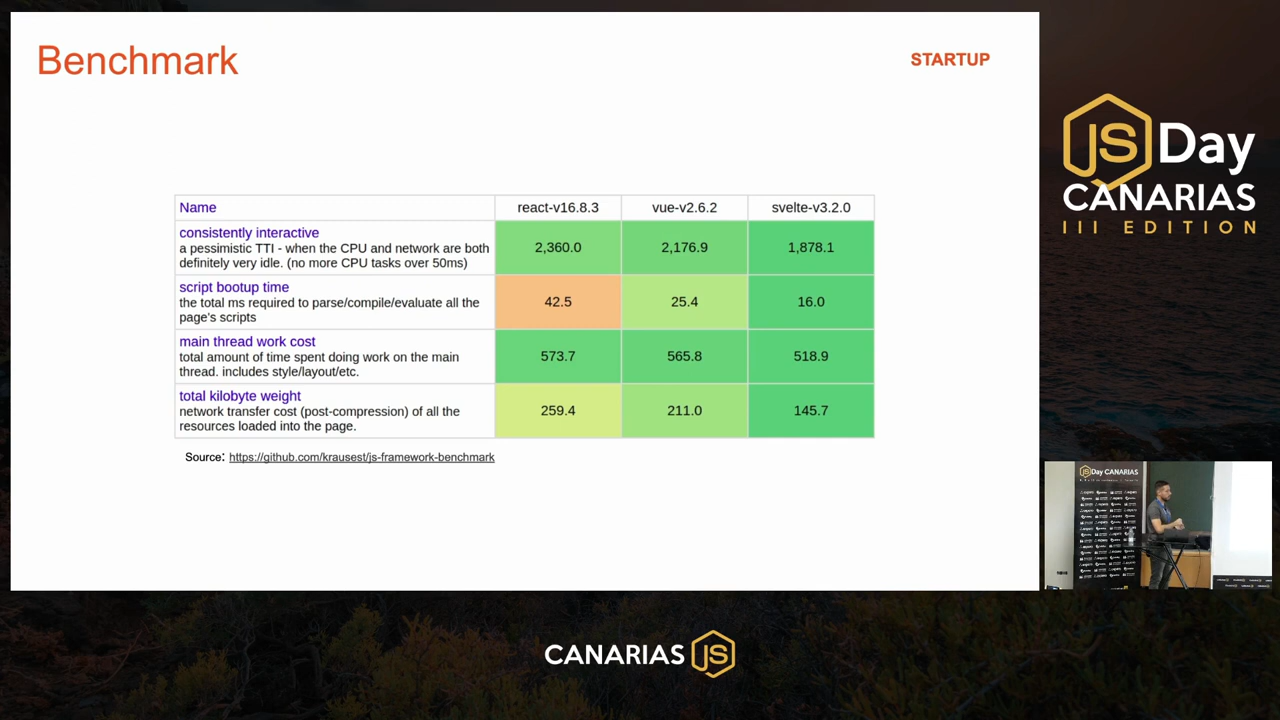 Benchmark
STARTUP
Name
react-v16.8.3
vue-v2.6.2
svelte-v3.2.0
consistently interactive
a pessimistic TTI - when the CPU and network are both
definitely very idle. (no more CPU tasks over 50ms)
2,360.0
2,176.9
1,878.1
script bootup time
the total ms required to parse/compile/evaluate all the
page's scripts
42.5
25.4
16.0
main thread work cost
total amount of time spent doing work on the main
thread. includes style/layout/etc.
573.7
565.8
518.9
total kilobyte weight
network transfer cost (post-compression) of all the
resources loaded into the page.
259.4
211.0
145.7
Source: https://github.com/krausest/js-framework-benchmark
JS Day
CANARIAS
III EDITION
JS Day CANARIAS
CANARIAS JS